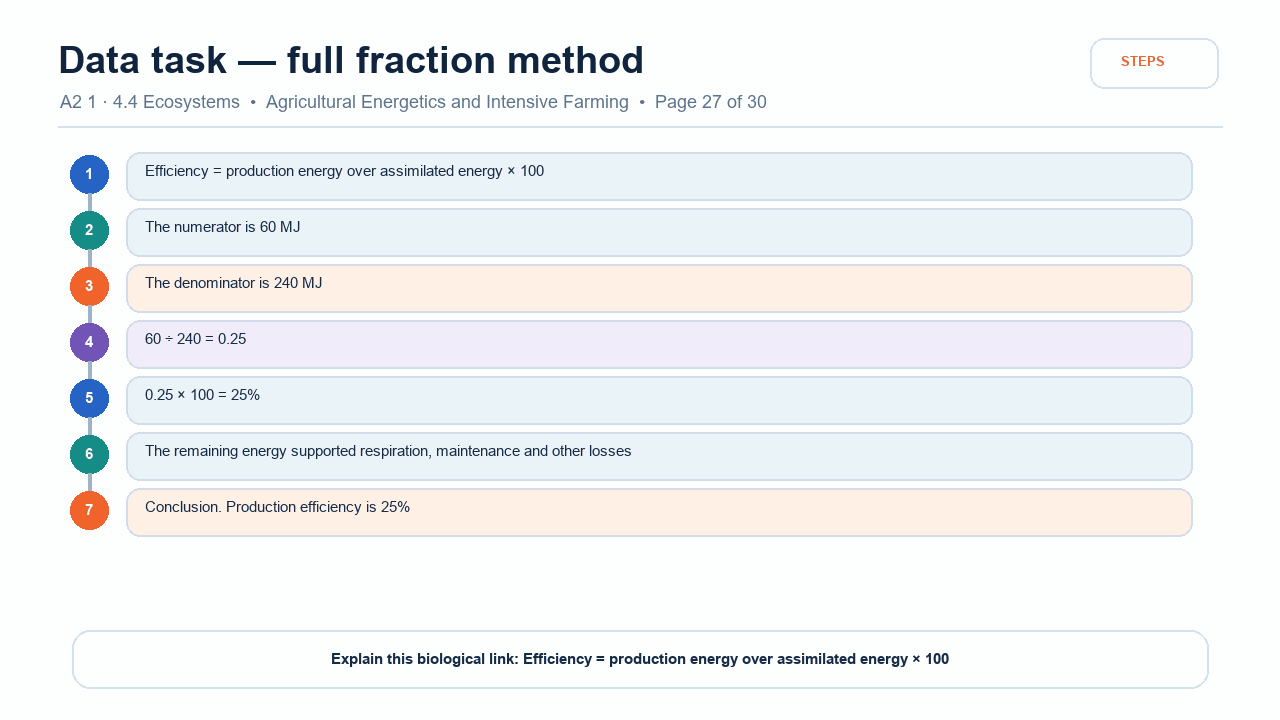 Data task — full fraction method
STEPS
A2 1 · 4.4 Ecosystems • Agricultural Energetics and Intensive Farming • Page 27 of 30
1 Efficiency = production energy over assimilated energy × 100
2 The numerator is 60 MJ
3 The denominator is 240 MJ
4 60 ÷ 240 = 0.25
5 0.25 × 100 = 25%
6 The remaining energy supported respiration, maintenance and other losses
7 Conclusion. Production efficiency is 25%
Explain this biological link: Efficiency = production energy over assimilated energy × 100